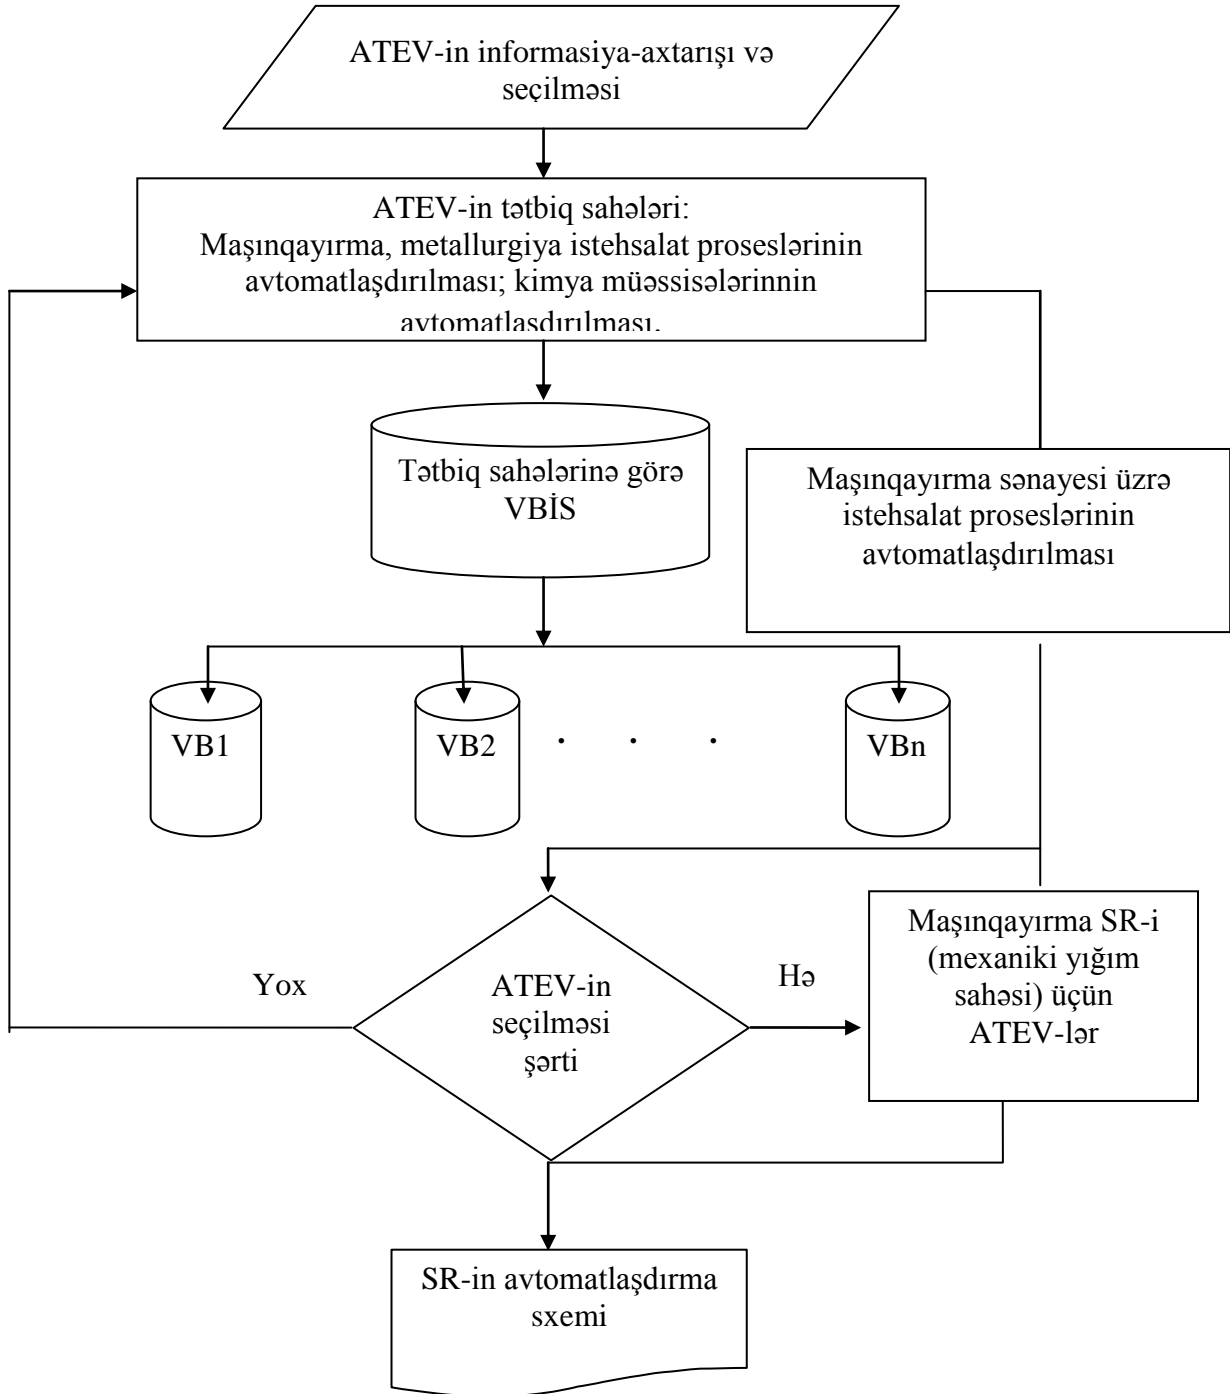 ATEV-in informasiya-axtarışı və
seçilməsi
ATEV-in tətbiq sahələri:
Maşınqayırma, metallurgiya istehsalat proseslərinin
avtomatlaşdırılması; kimya müəssisələrinnin
avtomatlaşdırılması.
Tətbiq sahələrinə görə
VBİS
Maşınqayırma sənayesi üzrə
istehsalat proseslərinin
avtomatlaşdırılması
VB1
VB2
. . .
VBn
Yox
ATEV-in
seçilməsi
şərti
Hə
Maşınqayırma SR-i
(mexaniki yığım
sahəsi) üçün
ATEV-lər
SR-in avtomatlaşdırma
sxemi